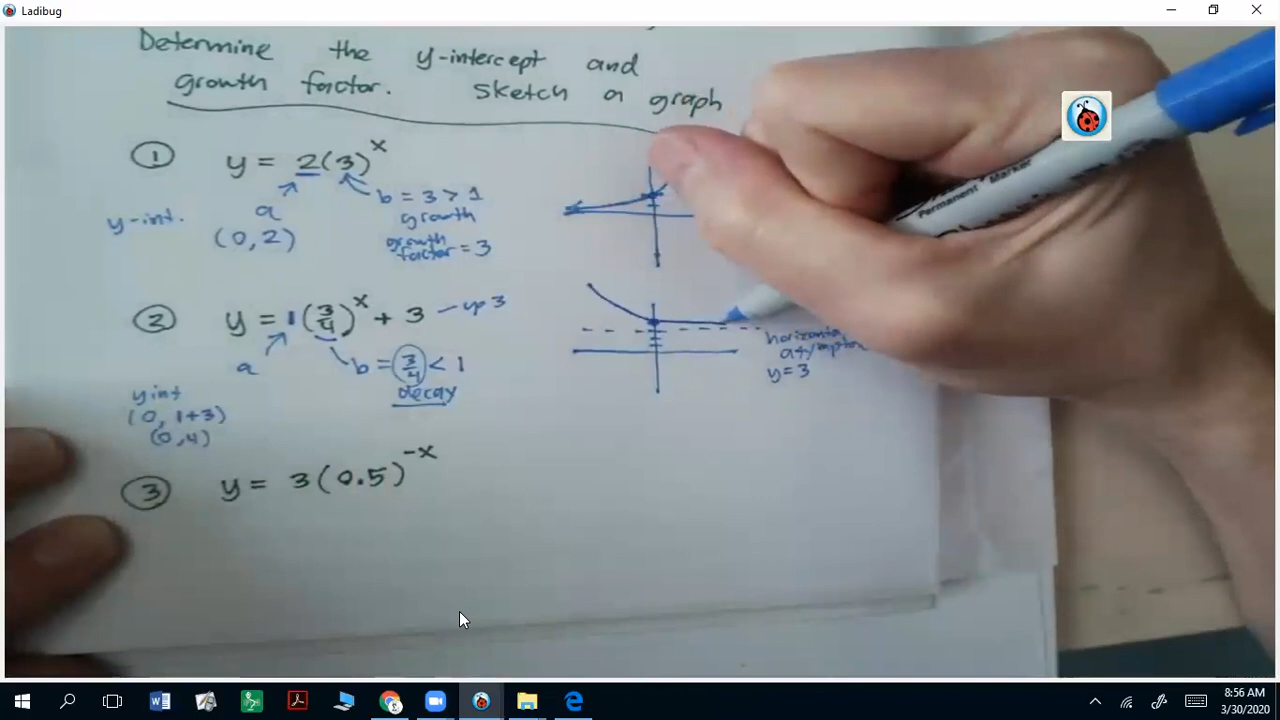 Ladibug
Determine the y-intercept and
growth factor. Sketch a graph
① y = 2(3)^x
a
b = 3 > 1
growth
y-int.
(0, 2)
growth
factor = 3
② y = 1(3/4)^x + 3 – up 3
a
b = 3/4 < 1
decay
y int
(0, 1+3)
(0,4)
horizontal
asymptote
y = 3
③ y = 3(0.5)^-x
Permanent Marker
8:56 AM
3/30/2020